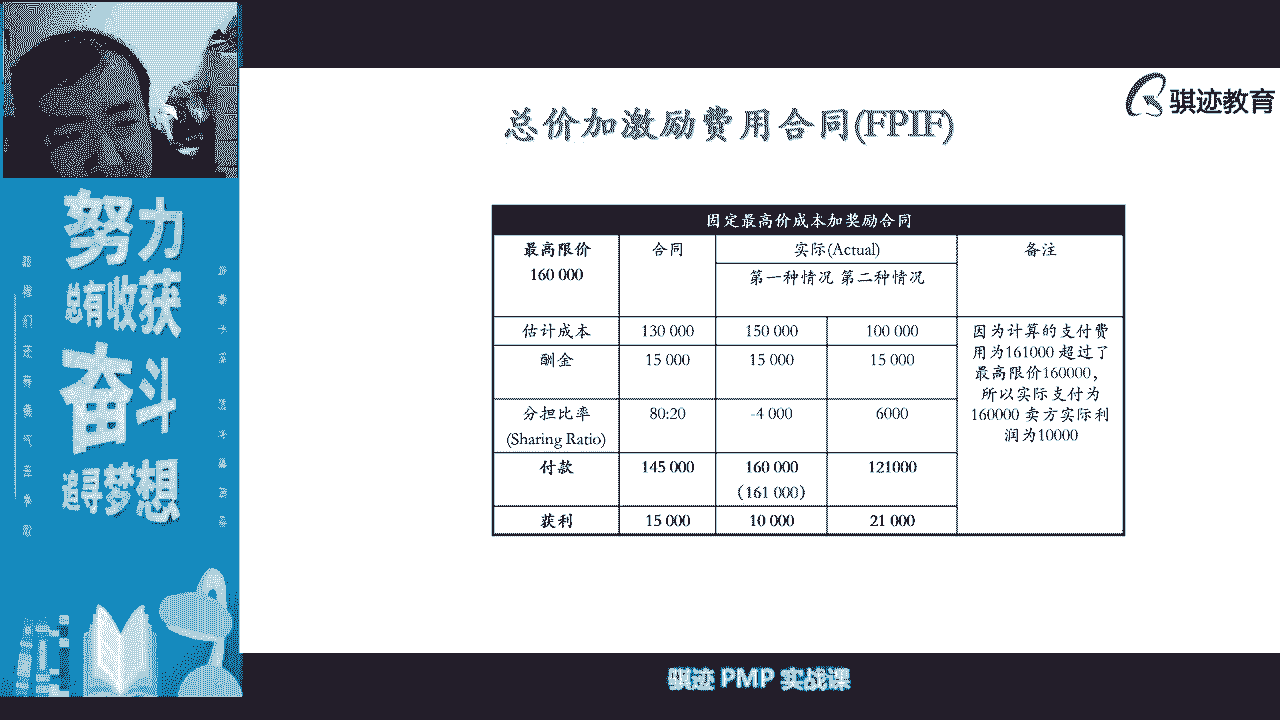 骐迹教育
总价加激励费用合同(FPIF)
努力
总有收获
奋斗
追寻梦想
固定最高价成本加奖励合同
最高限价 合同 实际(Actual) 备注
160 000
第一种情况 第二种情况
估计成本 130 000 150 000 100 000
酬金 15 000 15 000 15 000
分担比率 80:20 -4 000 6000
(Sharing Ratio)
付款 145 000 160 000 121000
(161 000)
获利 15 000 10 000 21 000
因为计算的支付费
用为161000 超过了
最高限价160000,
所以实际支付为
160000 卖方实际利
润为10000
骐迹 PMP 实战课